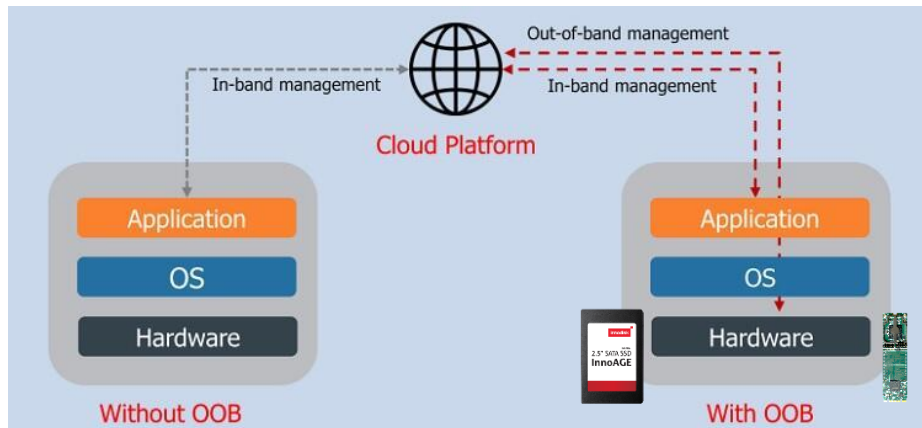 Out-of-band management
In-band management
In-band management
Cloud Platform
Application
OS
Hardware
Without OOB
Application
OS
Hardware
innodisk
2.5" SATA SSD
InnoAGE
With OOB